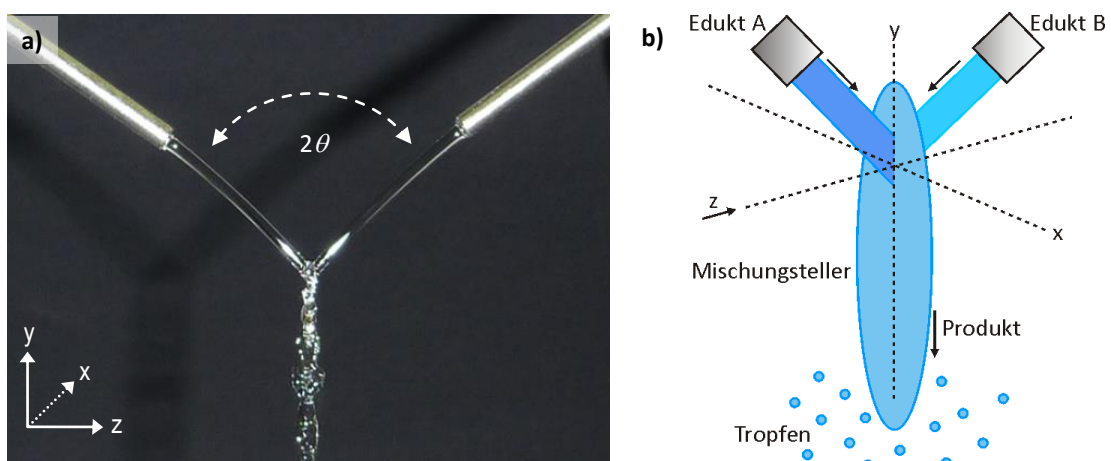 a)
2θ
y
x
z
b)
Edukt A
Edukt B
y
z
x
Mischungsteller
Produkt
Tropfen